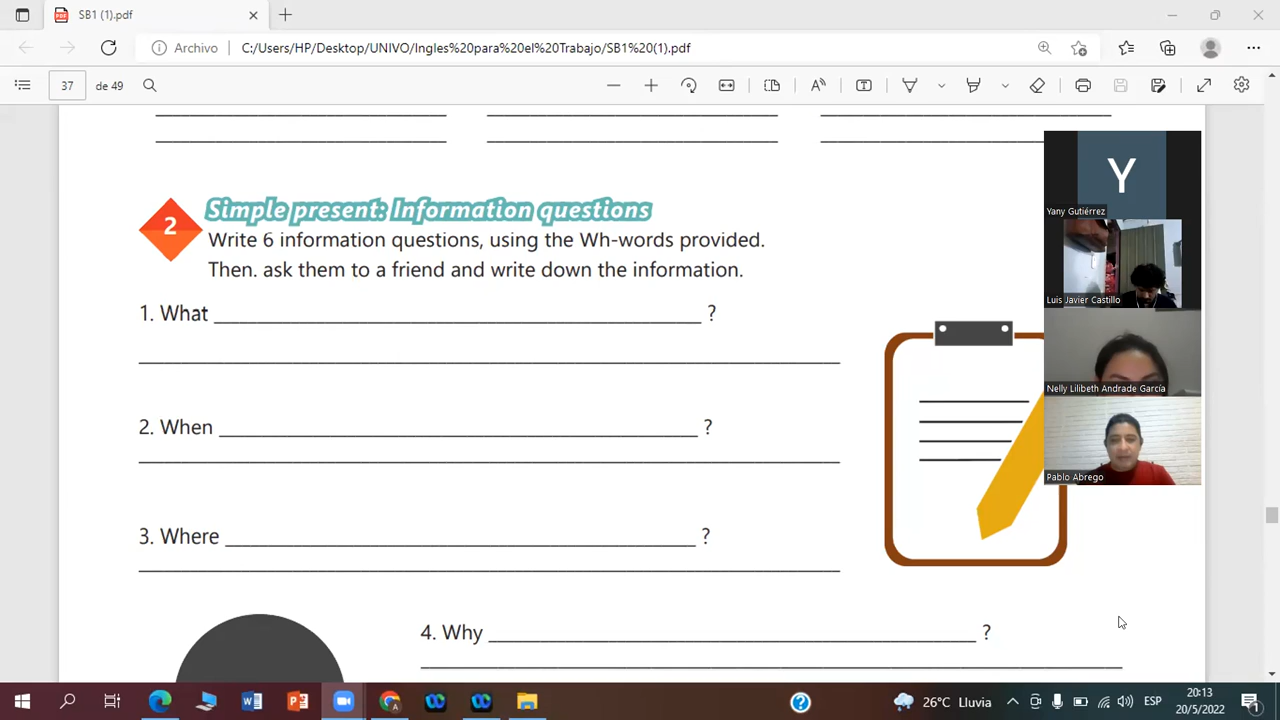 SB1 (1).pdf
Archivo
C:/Users/HP/Desktop/UNIVO/Ingles%20para%20el%20Trabajo/SB1%20(1).pdf
37 de 49
2
Simple present: Information questions
Write 6 information questions, using the Wh-words provided.
Then. ask them to a friend and write down the information.
1. What ?
2. When ?
3. Where ?
4. Why ?
Y
Yany Gutiérrez
Luis Javier Castillo
Nelly Lilibeth Andrade García
Pablo Abrego
26°C Lluvia
ESP
20:13
20/5/2022
1